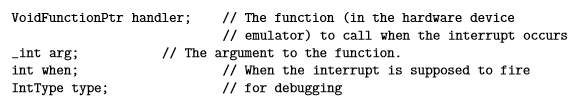 VoidFunctionPtr handler;    // The function (in the hardware device
                            // emulator) to call when the interrupt occurs
_int arg;           // The argument to the function.
int when;                   // When the interrupt is supposed to fire
IntType type;               // for debugging